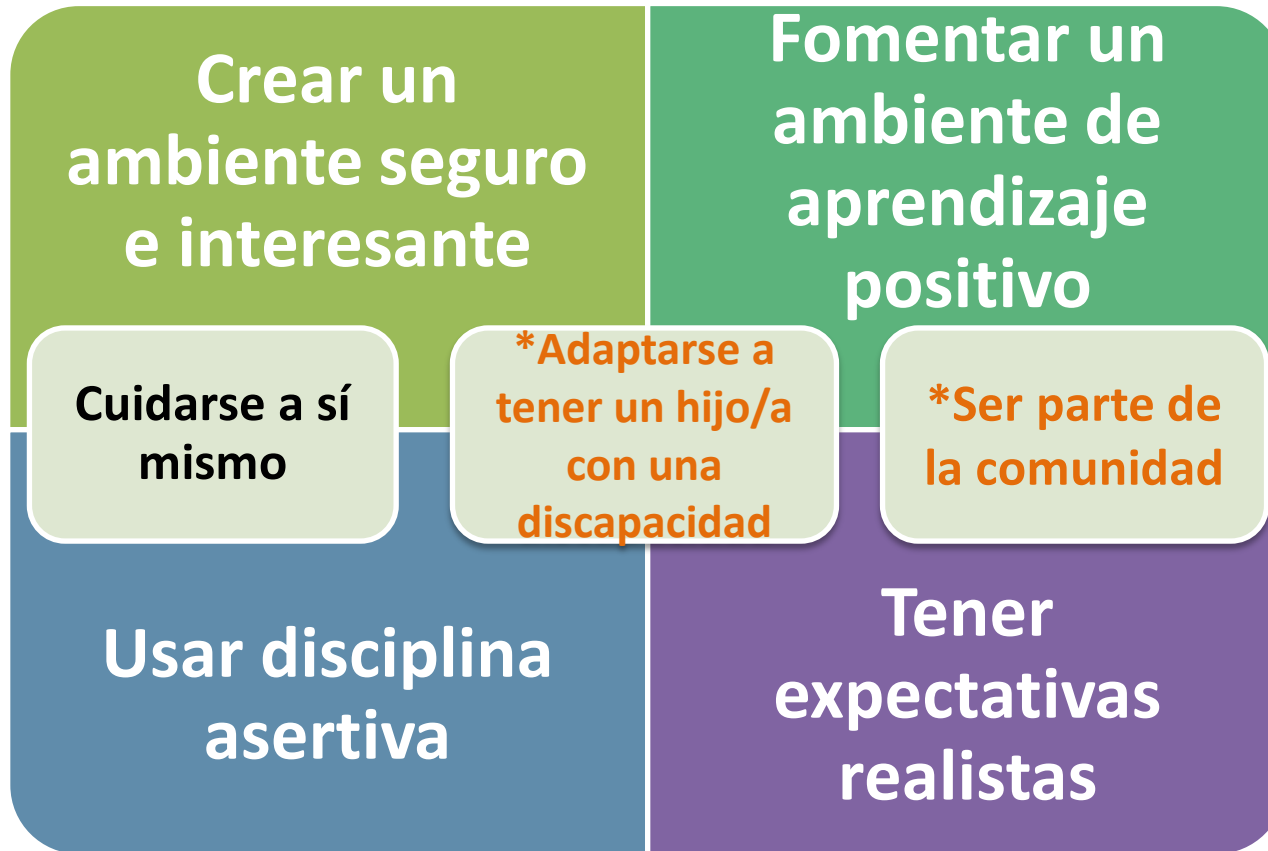 Crear un
ambiente seguro
e interesante
Fomentar un
ambiente de
aprendizaje
positivo
Cuidarse a sí
mismo
*Adaptarse a
tener un hijo/a
con una
discapacidad
*Ser parte de
la comunidad
Usar disciplina
asertiva
Tener
expectativas
realistas